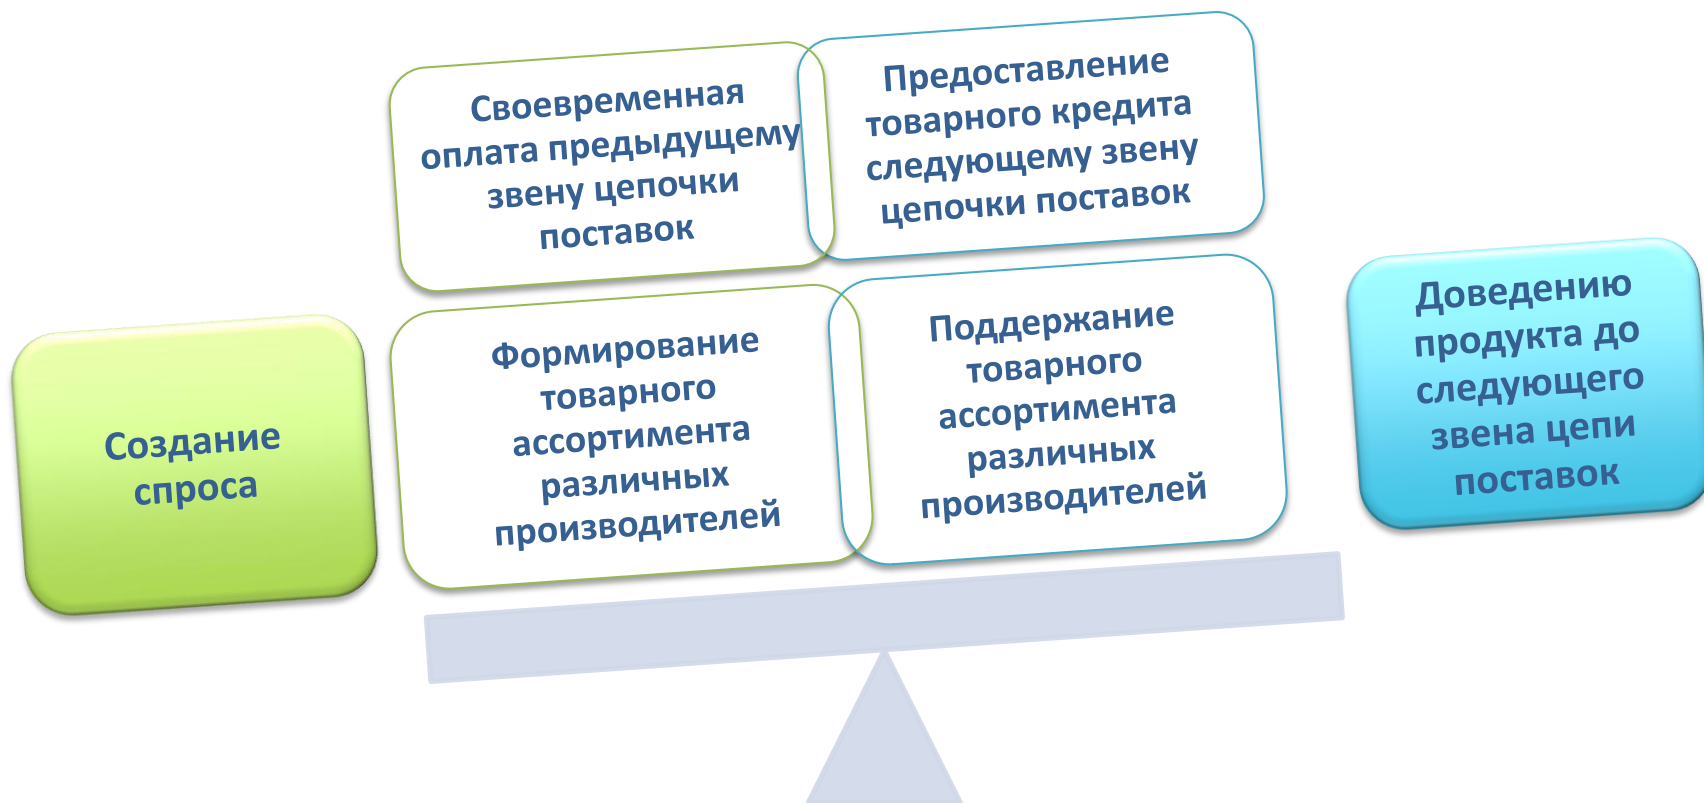 Своевременная
оплата предыдущему
звену цепочки
поставок
Предоставление
товарного кредита
следующему звену
цепочки поставок
Создание
спроса
Формирование
товарного
ассортимента
различных
производителей
Поддержание
товарного
ассортимента
различных
производителей
Доведению
продукта до
следующего
звена цепи
поставок